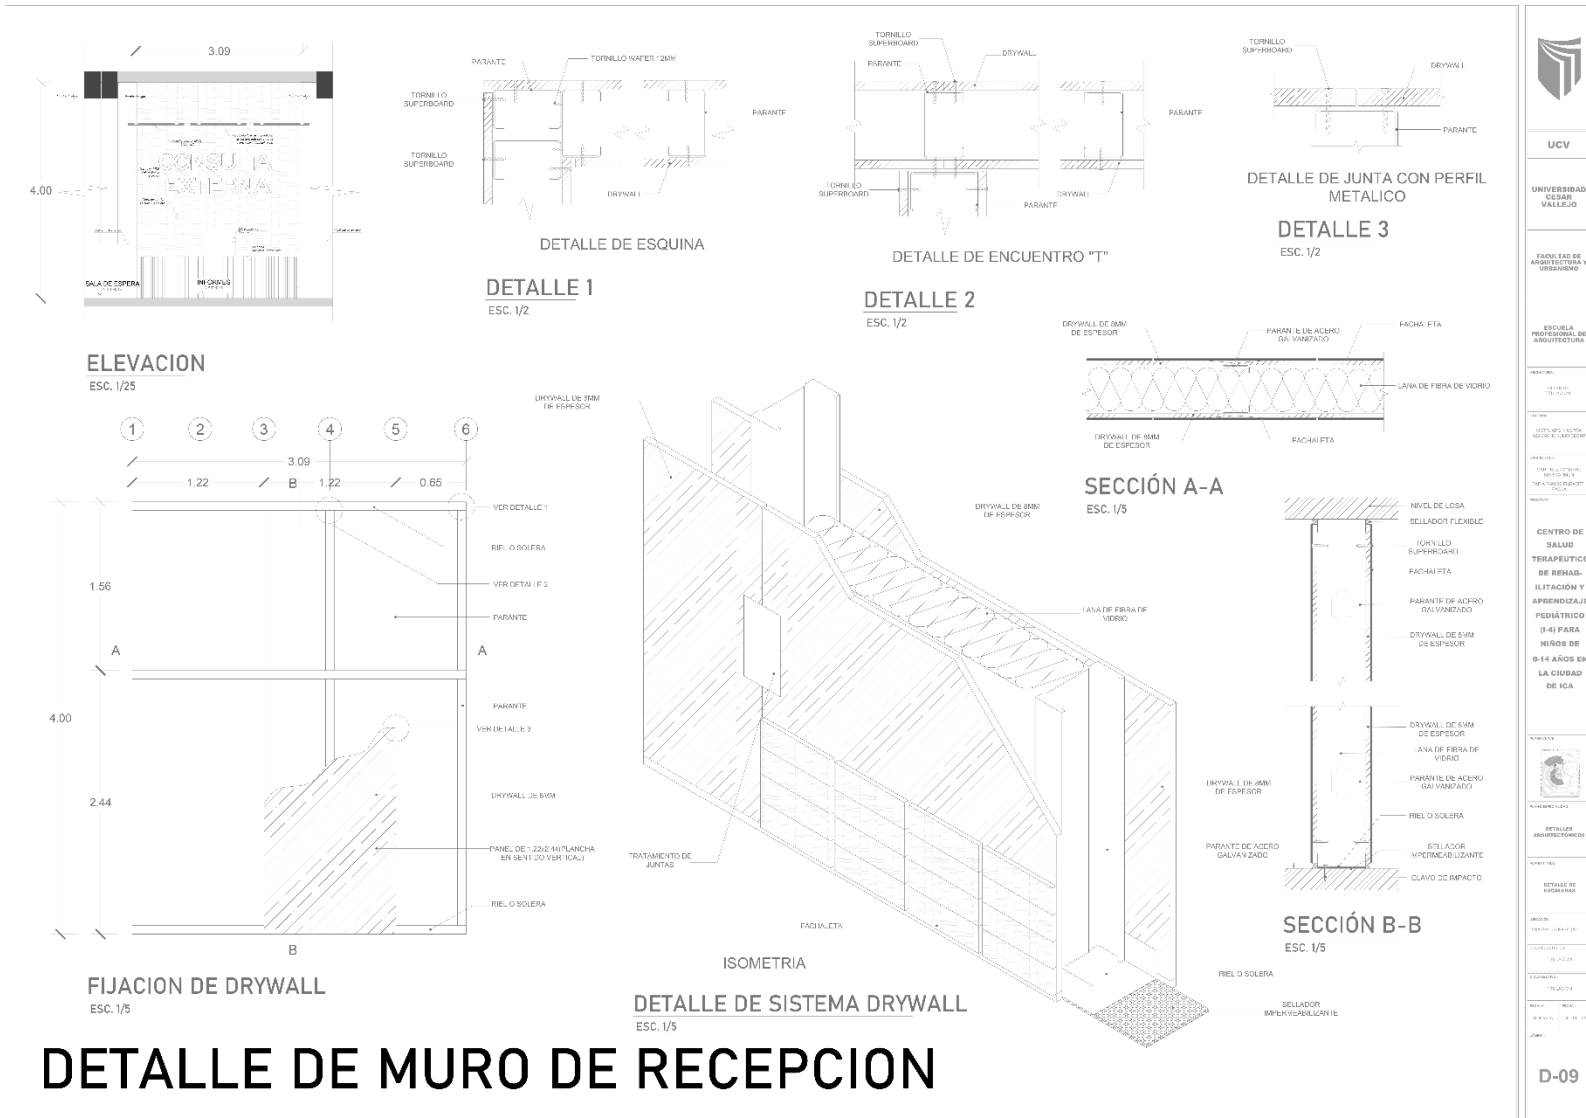 3.09
4.00
CONSULTA
EXTERNA
SALA DE ESPERA
INFORMES
ELEVACION
ESC. 1/25
PARANTE
TORNILLO WAFER 12MM
TORNILLO
SUPERBOARD
PARANTE
TORNILLO
SUPERBOARD
DRYWALL
DETALLE DE ESQUINA
DETALLE 1
ESC. 1/2
TORNILLO
SUPERBOARD
DRYWALL
PARANTE
PARANTE
TORNILLO
SUPERBOARD
DRYWALL
PARANTE
DETALLE DE ENCUENTRO "T"
DETALLE 2
ESC. 1/2
TORNILLO
SUPERBOARD
DRYWALL
PARANTE
DETALLE DE JUNTA CON PERFIL
METALICO
DETALLE 3
ESC. 1/2
DRYWALL DE 8MM
DE ESPESOR
PARANTE DE ACERO
GALVANIZADO
FACHALETA
LANA DE FIBRA DE VIDRIO
DRYWALL DE 8MM
DE ESPESOR
FACHALETA
SECCIÓN A-A
ESC. 1/5
1 2 3 4 5 6
3.09
1.22 B 1.22 0.65
VER DETALLE 1
RIEL O SOLERA
VER DETALLE 2
1.56
PARANTE
A A
PARANTE
4.00
VER DETALLE 3
DRYWALL DE 8MM
2.44
PANEL DE 1.22x2.44(PLANCHA
EN SENTIDO VERTICAL)
RIEL O SOLERA
B
FIJACION DE DRYWALL
ESC. 1/5
DRYWALL DE 8MM
DE ESPESOR
DRYWALL DE 8MM
DE ESPESOR
LANA DE FIBRA DE
VIDRIO
DRYWALL DE 8MM
DE ESPESOR
PARANTE DE ACERO
GALVANIZADO
TRATAMIENTO DE
JUNTAS
FACHALETA
RIEL O SOLERA
SELLADOR
IMPERMEABILIZANTE
ISOMETRIA
DETALLE DE SISTEMA DRYWALL
ESC. 1/5
NIVEL DE LOSA
SELLADOR FLEXIBLE
TORNILLO
SUPERBOARD
FACHALETA
PARANTE DE ACERO
GALVANIZADO
DRYWALL DE 8MM
DE ESPESOR
DRYWALL DE 8MM
DE ESPESOR
LANA DE FIBRA DE
VIDRIO
PARANTE DE ACERO
GALVANIZADO
RIEL O SOLERA
SELLADOR
IMPERMEABILIZANTE
CLAVO DE IMPACTO
SECCIÓN B-B
ESC. 1/5
DETALLE DE MURO DE RECEPCION
UCV
UNIVERSIDAD
CESAR
VALLEJO
FACULTAD DE
ARQUITECTURA Y
URBANISMO
ESCUELA
PROFESIONAL DE
ARQUITECTURA
CENTRO DE
SALUD
TERAPÉUTICO
DE REHAB-
ILITACIÓN Y
APRENDIZAJE
PEDIÁTRICO
(I-4) PARA
NIÑOS DE
0-14 AÑOS EN
LA CIUDAD
DE ICA
DETALLES
ARQUITECTÓNICOS
DETALLE DE
ESCALERAS
D-09